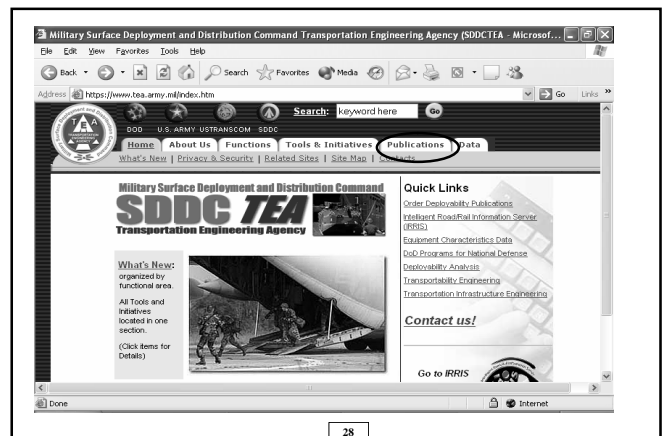 Military Surface Deployment and Distribution Command Transportation Engineering Agency (SDDCTEA - Microsof...
File Edit View Favorites Tools Help
Back Search Favorites Media
Address https://www.tea.army.mil/index.htm Go Links »
Search: keyword here Go
DOD U.S. ARMY USTRANSCOM SDDC
TEA
TRANSPORTATION
ENGINEERING
AGENCY
Home About Us Functions Tools & Initiatives Publications Data
What's New | Privacy & Security | Related Sites | Site Map | Contacts
Military Surface Deployment and Distribution Command
SDDC TEA
Transportation Engineering Agency
What's New:
organized by
functional area.
All Tools and
Initiatives
located in one
section.
(Click items for
Details)
Quick Links
Order Deployability Publications
Intelligent Road/Rail Information Server
(IRRIS)
Equipment Characteristics Data
DoD Programs for National Defense
Deployability Analysis
Transportability Engineering
Transportation Infrastructure Engineering
Contact us!
Go to IRRIS
Done Internet
28